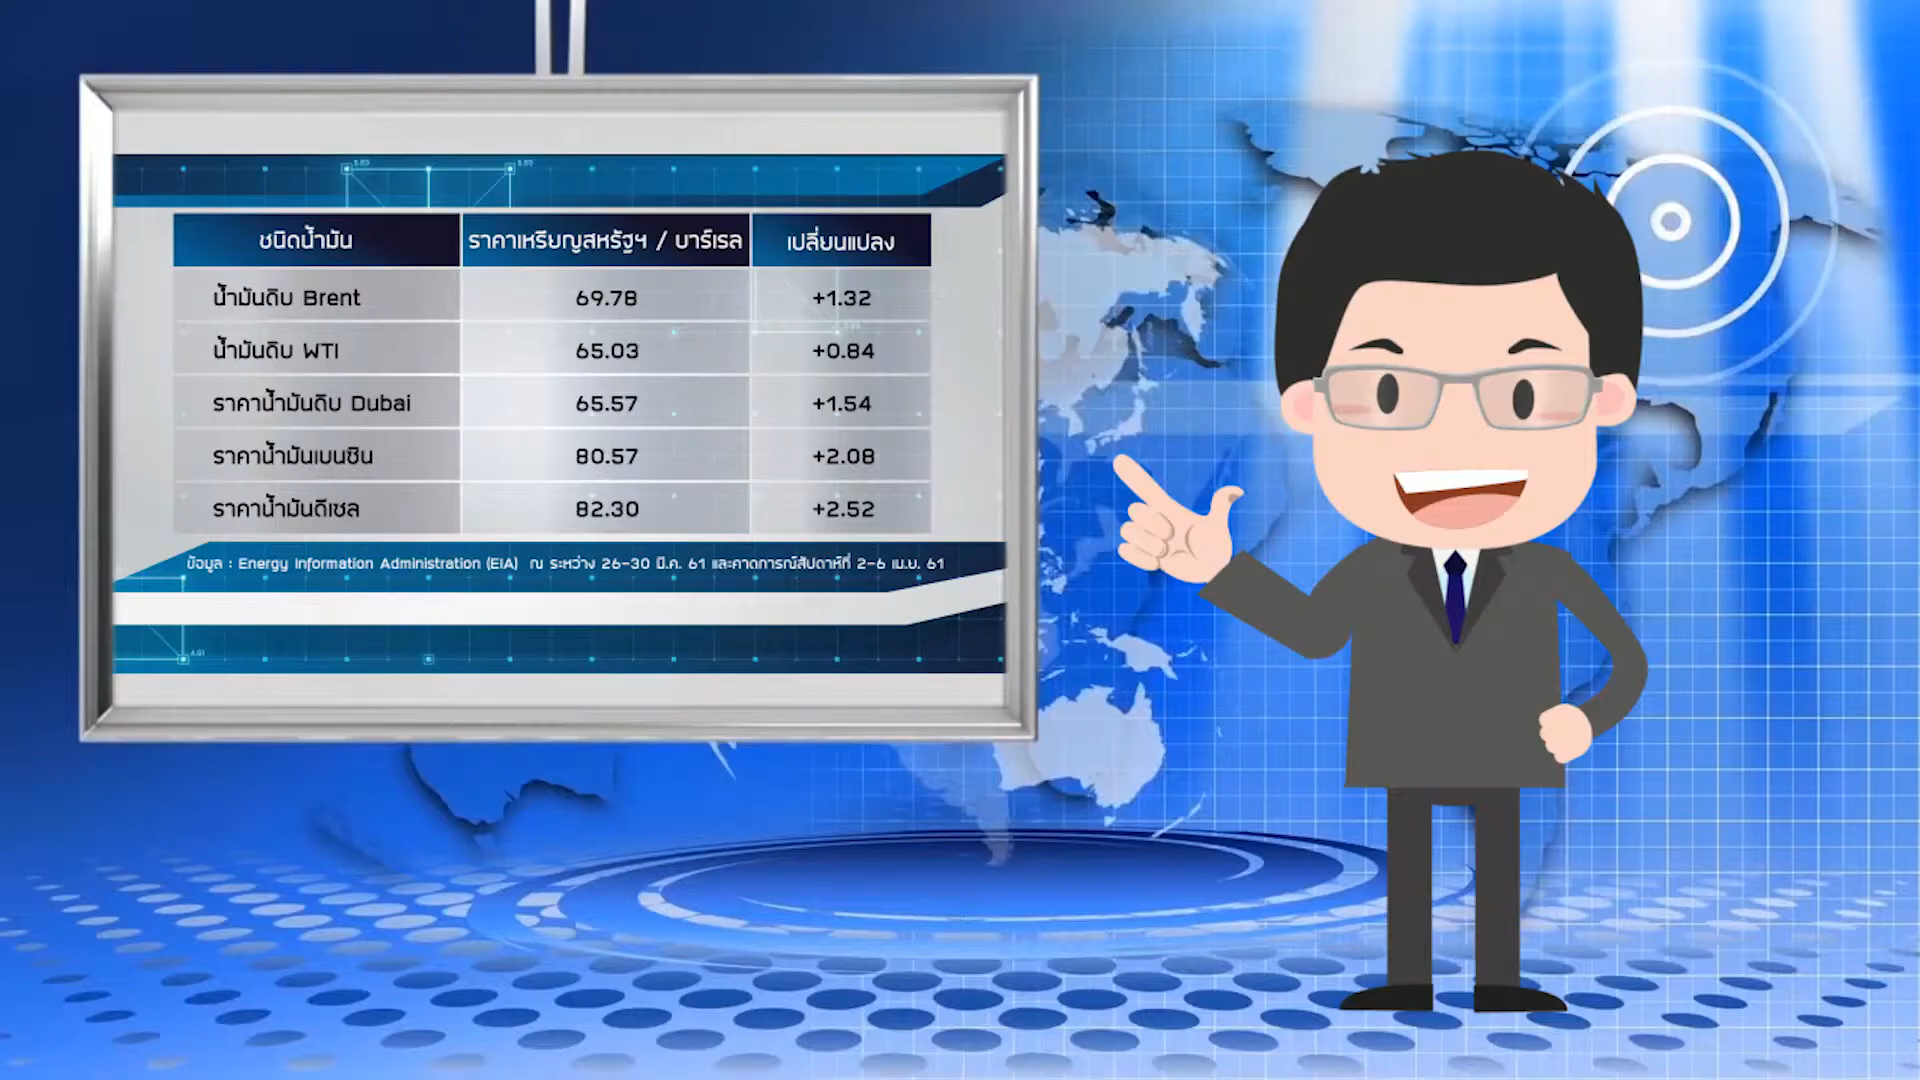 ชนิดน้ำมัน ราคาเหรียญสหรัฐฯ / บาร์เรล เปลี่ยนแปลง
น้ำมันดิบ Brent 69.78 +1.32
น้ำมันดิบ WTI 65.03 +0.84
ราคาน้ำมันดิบ Dubai 65.57 +1.54
ราคาน้ำมันเบนซิน 80.57 +2.08
ราคาน้ำมันดีเซล 82.30 +2.52
ข้อมูล : Energy Information Administration (EIA) ณ ระหว่าง 26-30 มี.ค. 61 และคาดการณ์สัปดาห์ที่ 2-6 เม.ย. 61